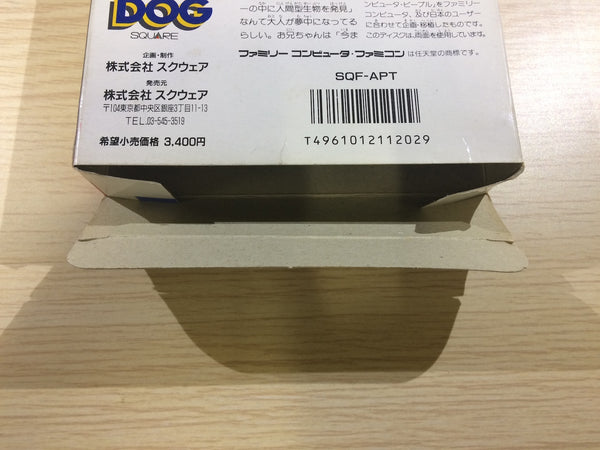 DOG
SQUARE
企画・制作
株式会社 スクウェア
発売元
株式会社 スクウェア
〒104東京都中央区銀座3丁目11-13
TEL.03-545-3519
希望小売価格 3,400円
一の中に人間型生物を発見」
なんて大人が夢中になってる
らしい。お兄ちゃんは「今ま
ンピュータ・ピープル」をファミリー
コンピュータ、及び日本のユーザー
に合わせて企画・移植したものです。
このディスクは、両面を使用しています。
ファミリー コンピュータ・ファミコン は任天堂の商標です。
SQF-APT
T4961012112029